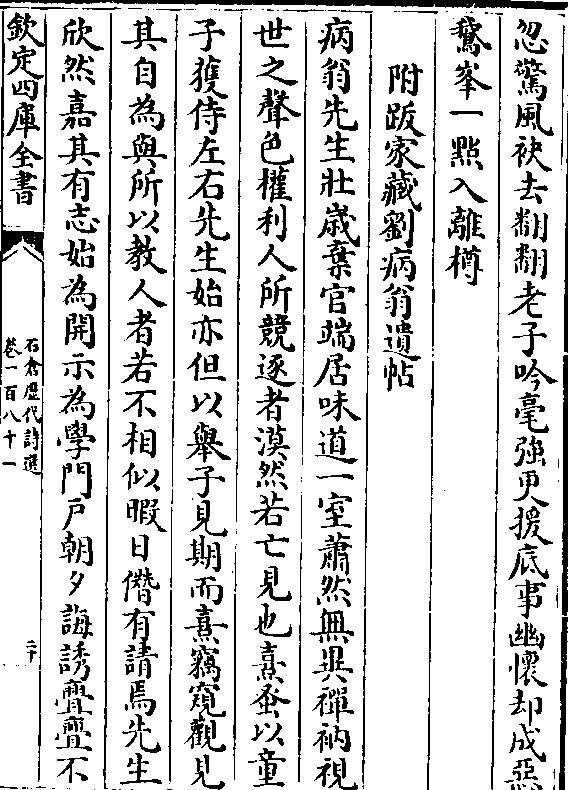 忽驚風袂去翻翻老子吟毫強更援底事幽懷却成惡
鵞峯一點入離樽
附跋家藏劉病翁遺帖
病翁先生壯歳棄官端居味道一室蕭然無異禪衲視
世之聲色權利人所競逐者漠然若亡見也熹蚤以童
子獲侍左右先生始亦但以舉子見期而熹竊窺觀見
其自為與所以教人者若不相似暇日僭有請焉先生
欣然嘉其有志始為開示為學門戶朝夕誨誘亹亹不
欽定四庫全書
石倉歷代詩選
卷一百八十一
二十